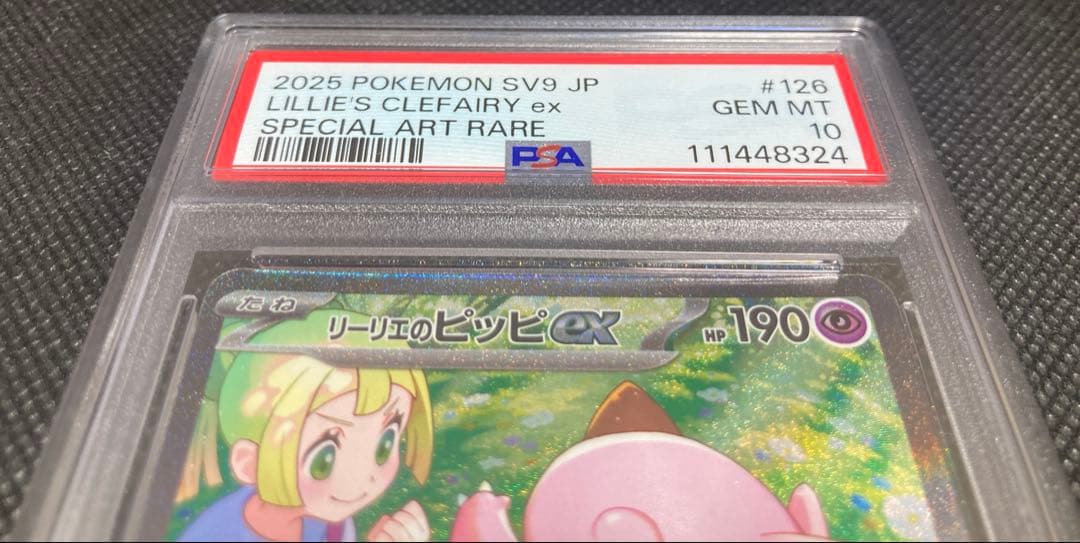 2025 POKEMON SV9 JP #126
LILLIE'S CLEFAIRY ex GEM MT
SPECIAL ART RARE 10
PSA 111448324
たね
リーリエのピッピex HP190